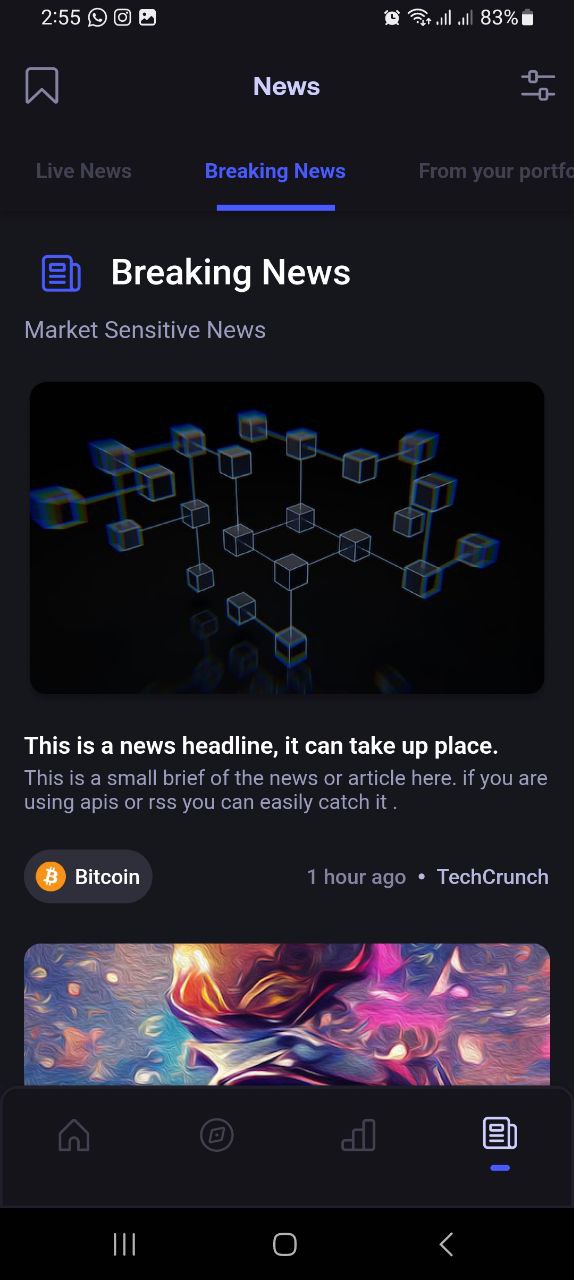 2:55 83%
News
Live News Breaking News From your portfo
Breaking News
Market Sensitive News
This is a news headline, it can take up place.
This is a small brief of the news or article here. if you are
using apis or rss you can easily catch it .
Bitcoin 1 hour ago • TechCrunch